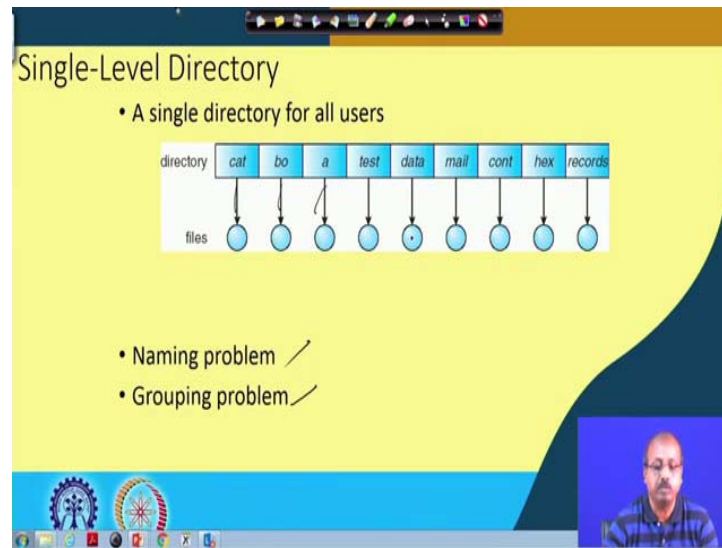 Single-Level Directory
• A single directory for all users
directory cat bo a test data mail cont hex records
files
• Naming problem
• Grouping problem